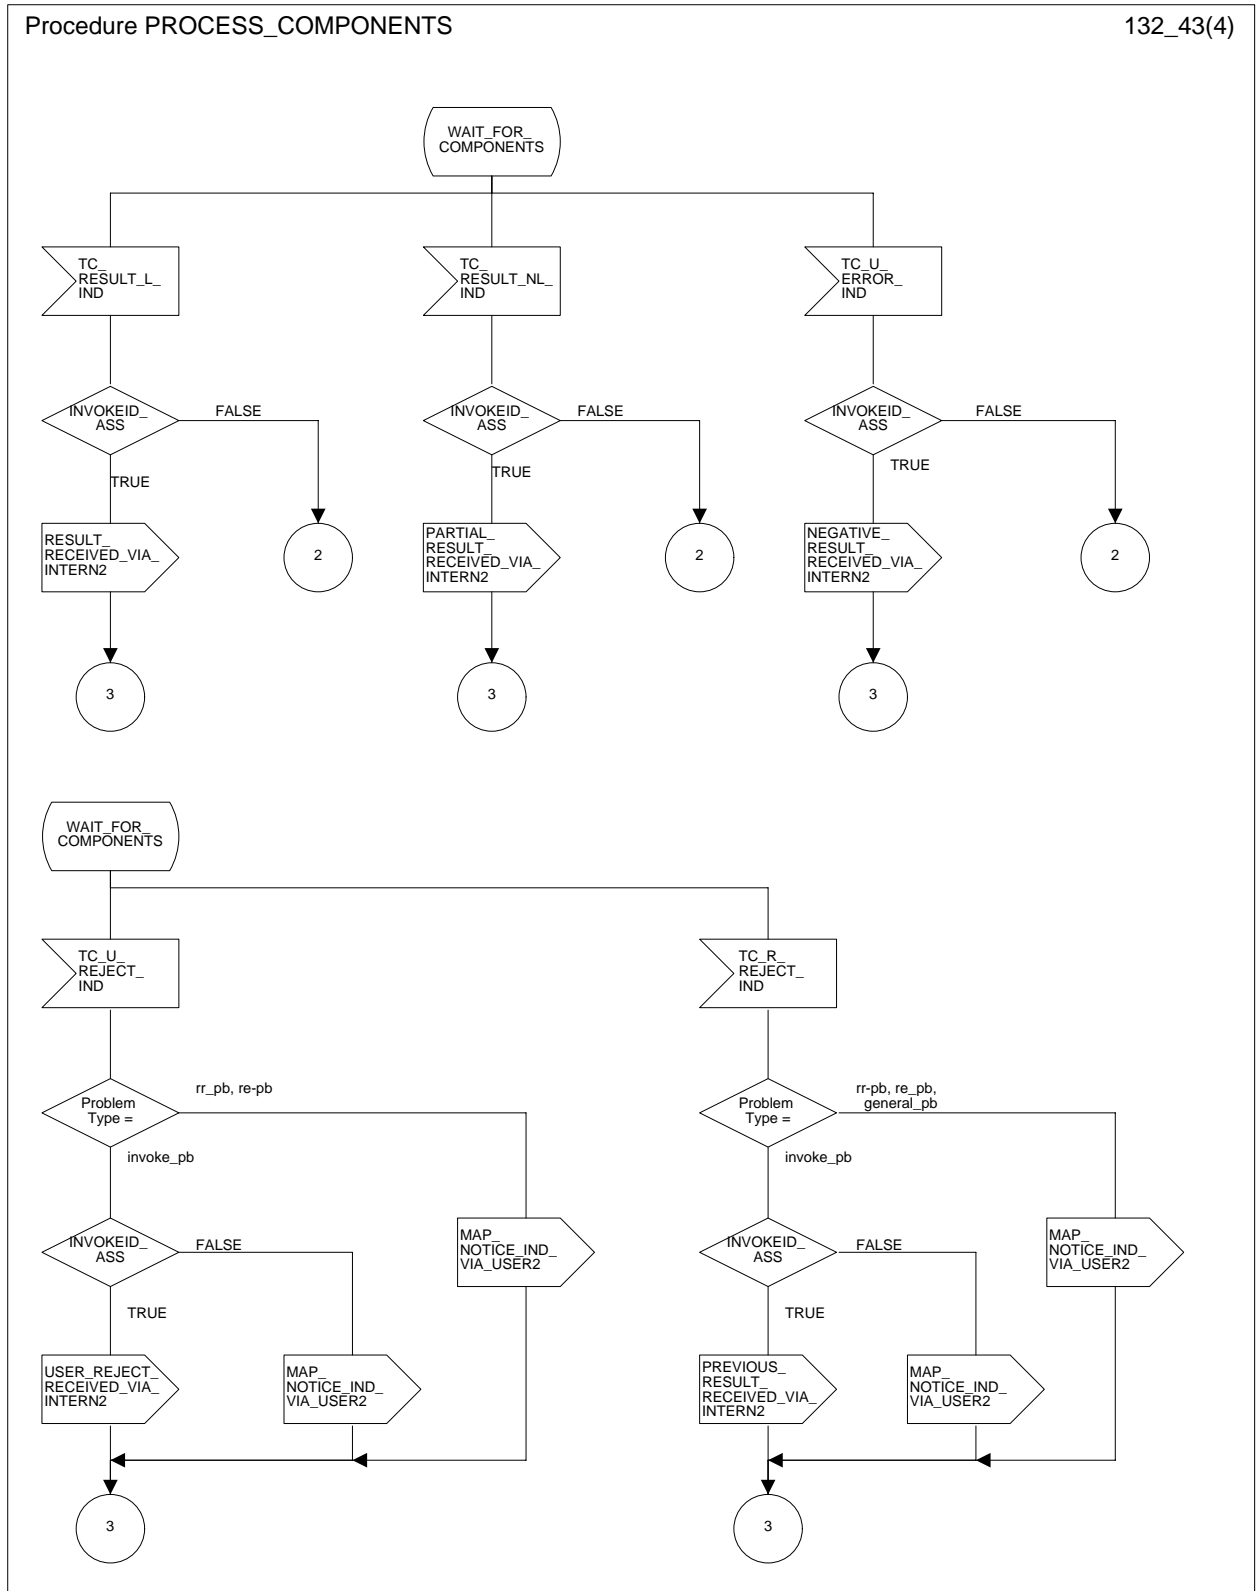 Procedure PROCESS_COMPONENTS 132_43(4)
WAIT_FOR_
COMPONENTS
TC_
RESULT_L_
IND
TC_
RESULT_NL_
IND
TC_U_
ERROR_
IND
INVOKEID_
ASS
FALSE
INVOKEID_
ASS
FALSE
INVOKEID_
ASS
FALSE
TRUE
TRUE
TRUE
RESULT_
RECEIVED_VIA_
INTERN2
2
PARTIAL_
RESULT_
RECEIVED_VIA_
INTERN2
2
NEGATIVE_
RESULT_
RECEIVED_VIA_
INTERN2
2
3
3
3
WAIT_FOR_
COMPONENTS
TC_U_
REJECT_
IND
TC_R_
REJECT_
IND
Problem
Type =
rr_pb, re-pb
Problem
Type =
rr-pb, re_pb,
general_pb
invoke_pb
invoke_pb
INVOKEID_
ASS
FALSE
MAP_
NOTICE_IND_
VIA_USER2
INVOKEID_
ASS
FALSE
MAP_
NOTICE_IND_
VIA_USER2
TRUE
TRUE
USER_REJECT_
RECEIVED_VIA_
INTERN2
MAP_
NOTICE_IND_
VIA_USER2
PREVIOUS_
RESULT_
RECEIVED_VIA_
INTERN2
MAP_
NOTICE_IND_
VIA_USER2
3
3